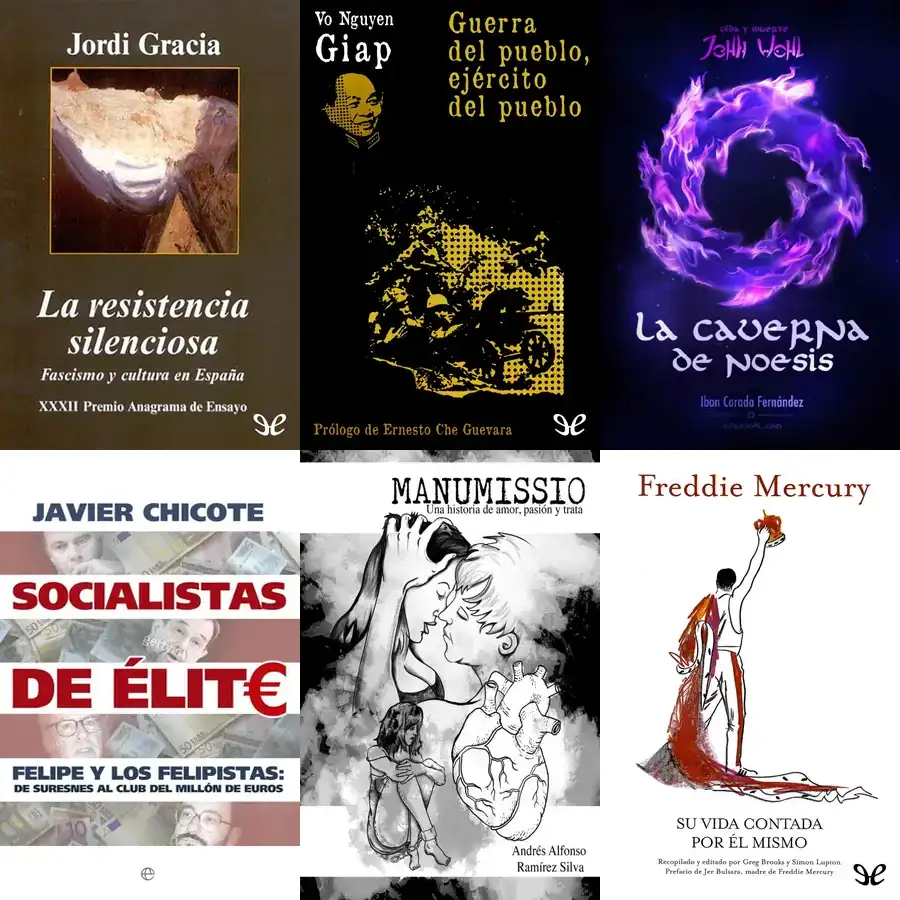 Jordi Gracia
La resistencia
silenciosa
Fascismo y cultura en España
XXXII Premio Anagrama de Ensayo
Vo Nguyen
Giap
Guerra
del pueblo,
ejército
del pueblo
Prólogo de Ernesto Che Guevara
vida y muerte
John Wohl
La caverna
de noesis
Ibon Carada Fernández
JAVIER CHICOTE
SOCIALISTAS
DE ÉLIT€
FELIPE Y LOS FELIPISTAS:
DE SURESNES AL CLUB DEL MILLÓN DE EUROS
MANUMISSIO
Una historia de amor, pasión y trata
Andrés Alfonso
Ramírez Silva
Freddie Mercury
SU VIDA CONTADA
POR ÉL MISMO
Recopilado y editado por Greg Brooks y Simon Lupton
Prefacio de Jer Bulsara, madre de Freddie Mercury